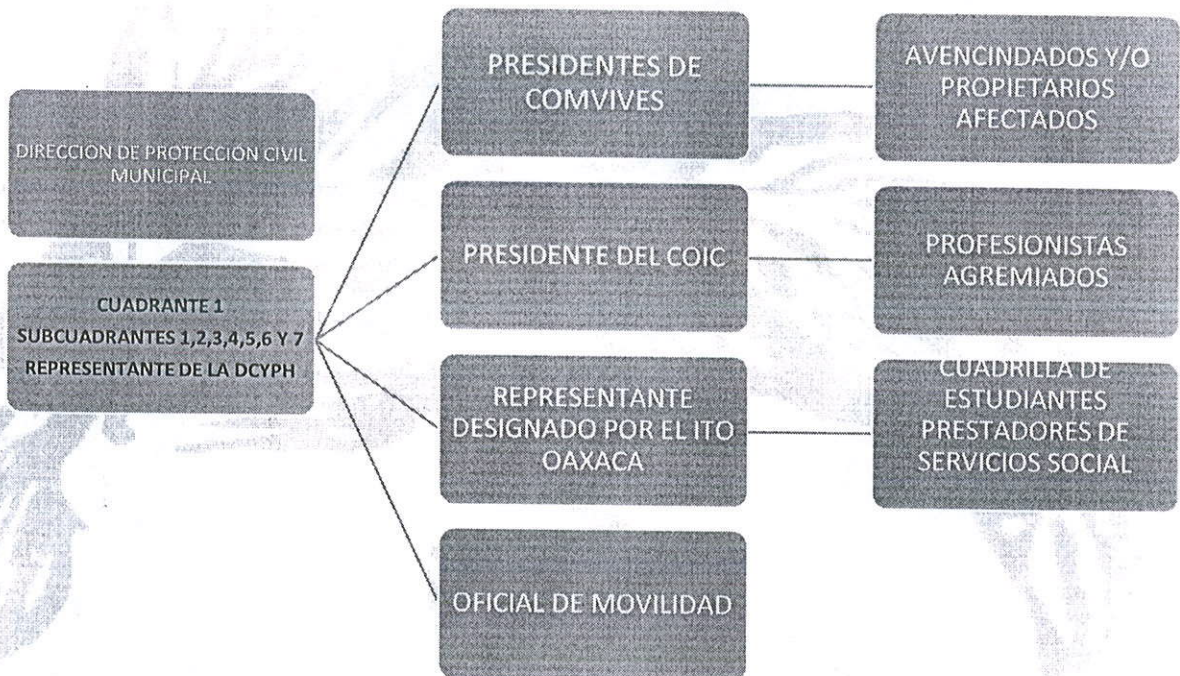 DIRECCION DE PROTECCIÓN CIVIL
MUNICIPAL
CUADRANTE 1
SUBCUADRANTES 1,2,3,4,5,6 Y 7
REPRESENTANTE DE LA DCYPH
PRESIDENTES DE
COMVIVES
AVENCINDADOS Y/O
PROPIETARIOS
AFECTADOS
PRESIDENTE DEL COIC
PROFESIONISTAS
AGREMIADOS
REPRESENTANTE
DESIGNADO POR EL ITO
OAXACA
CUADRILLA DE
ESTUDIANTES
PRESTADORES DE
SERVICIOS SOCIAL
OFICIAL DE MOVILIDAD